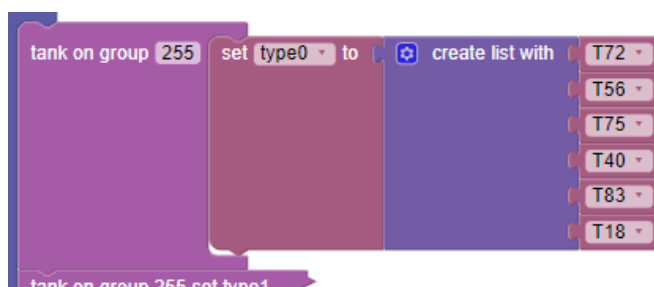 tank on group 255 set type0 to create list with T72
T56
T75
T40
T83
T18
tank on group 255 set type1